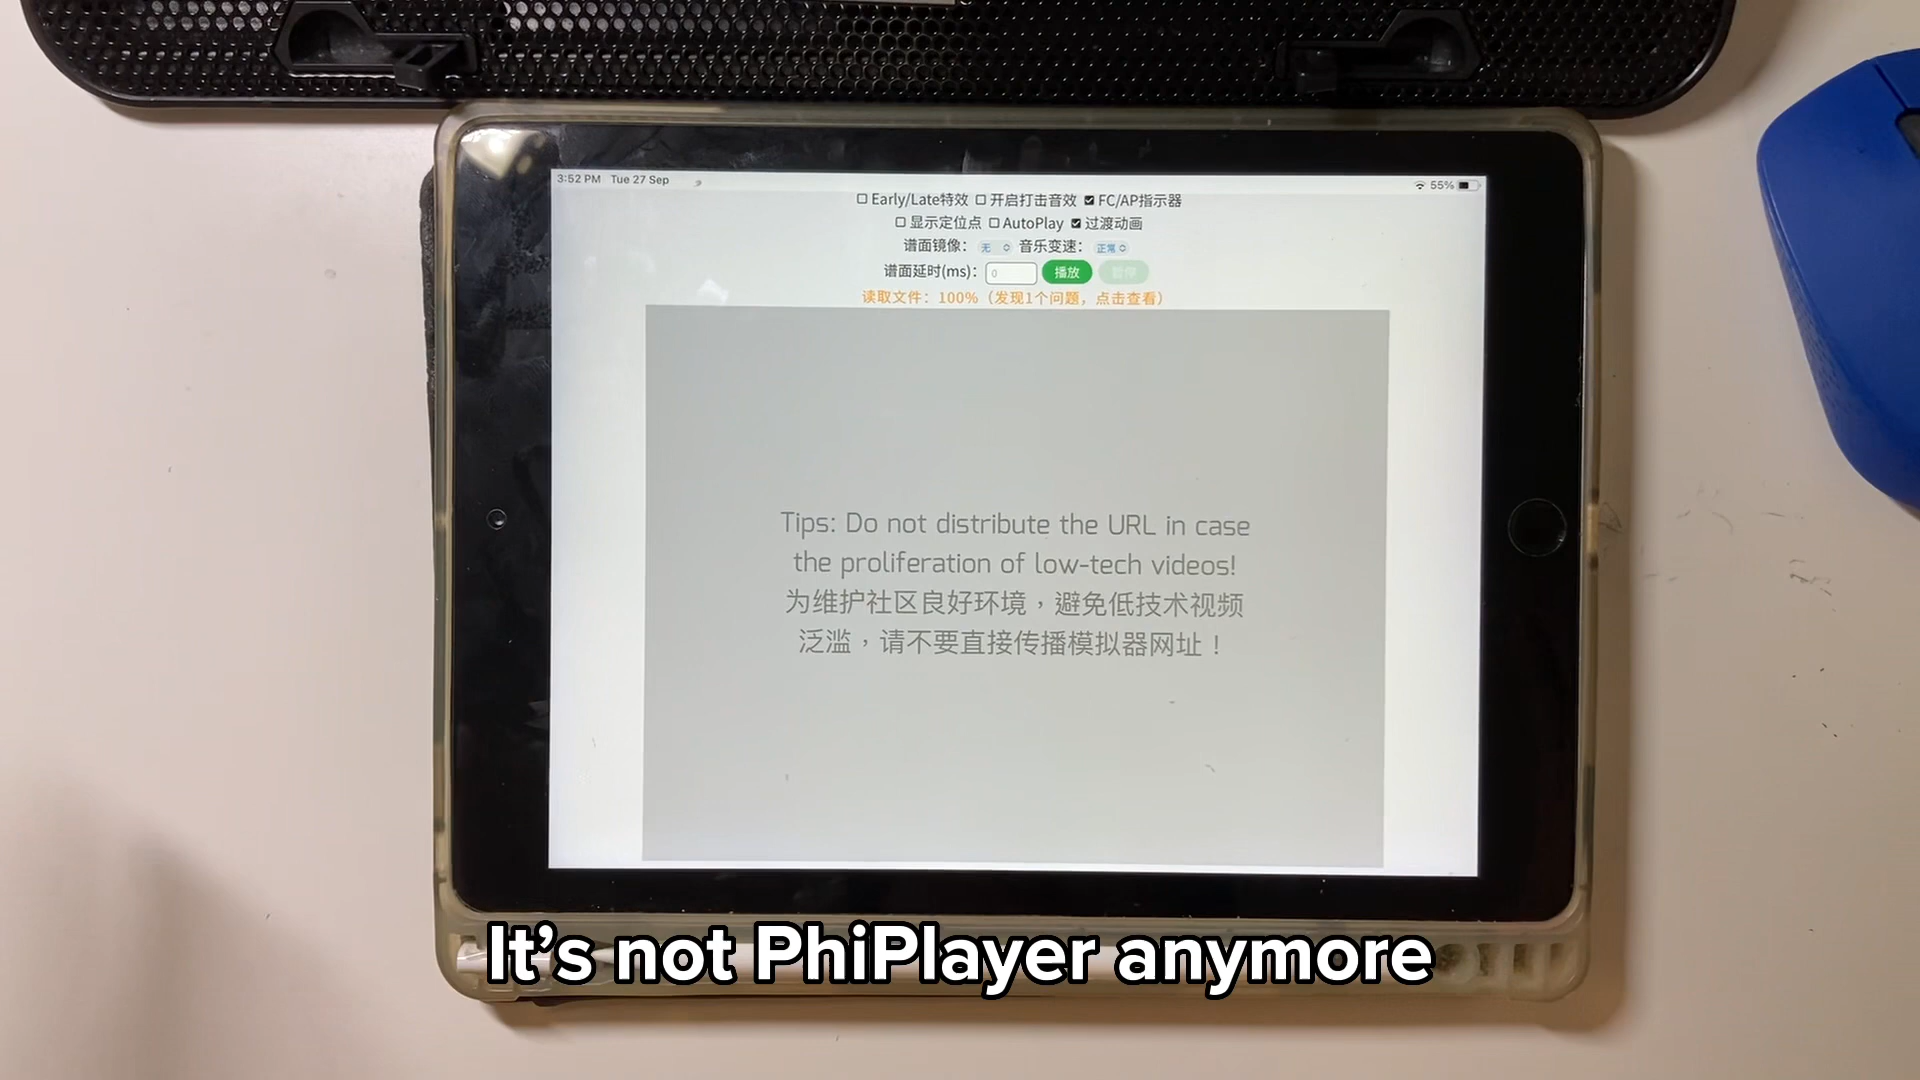 3:52 PM Tue 27 Sep 55%
Early/Late特效 开启打击音效 FC/AP指示器
显示定位点 AutoPlay 过渡动画
谱面镜像： 无 音乐变速： 正常
谱面延时(ms)： 0 播放 暂停
读取文件：100%（发现1个问题，点击查看）
Tips: Do not distribute the URL in case
the proliferation of low-tech videos!
为维护社区良好环境，避免低技术视频
泛滥，请不要直接传播模拟器网址！
It’s not PhiPlayer anymore